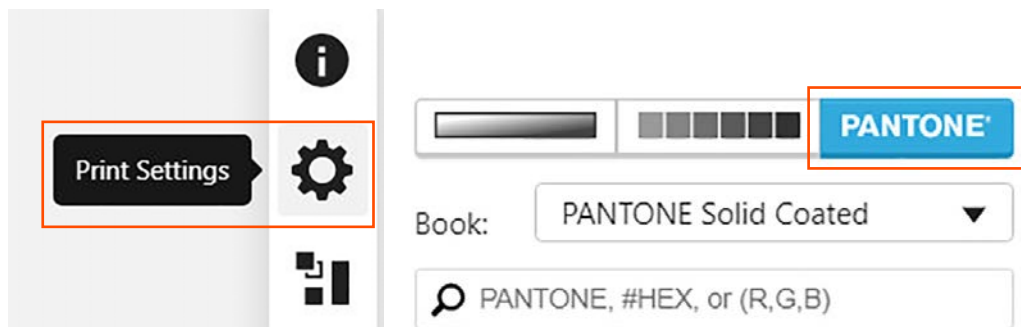 Print Settings
PANTONE®
Book:
PANTONE Solid Coated
PANTONE, #HEX, or (R,G,B)